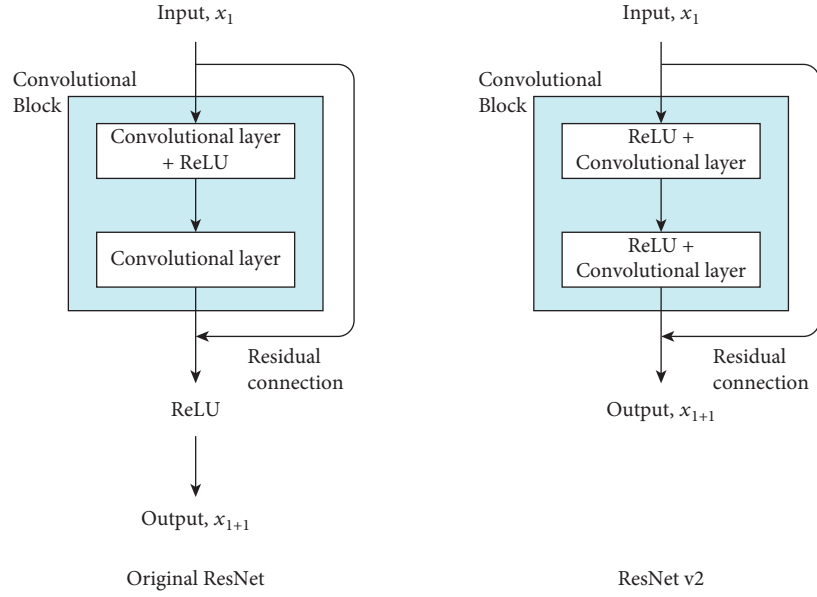 Input, x1
Convolutional
Block
Convolutional layer
+ ReLU
Convolutional layer
Residual
connection
ReLU
Output, x1+1
Original ResNet
Input, x1
Convolutional
Block
ReLU +
Convolutional layer
ReLU +
Convolutional layer
Residual
connection
Output, x1+1
ResNet v2